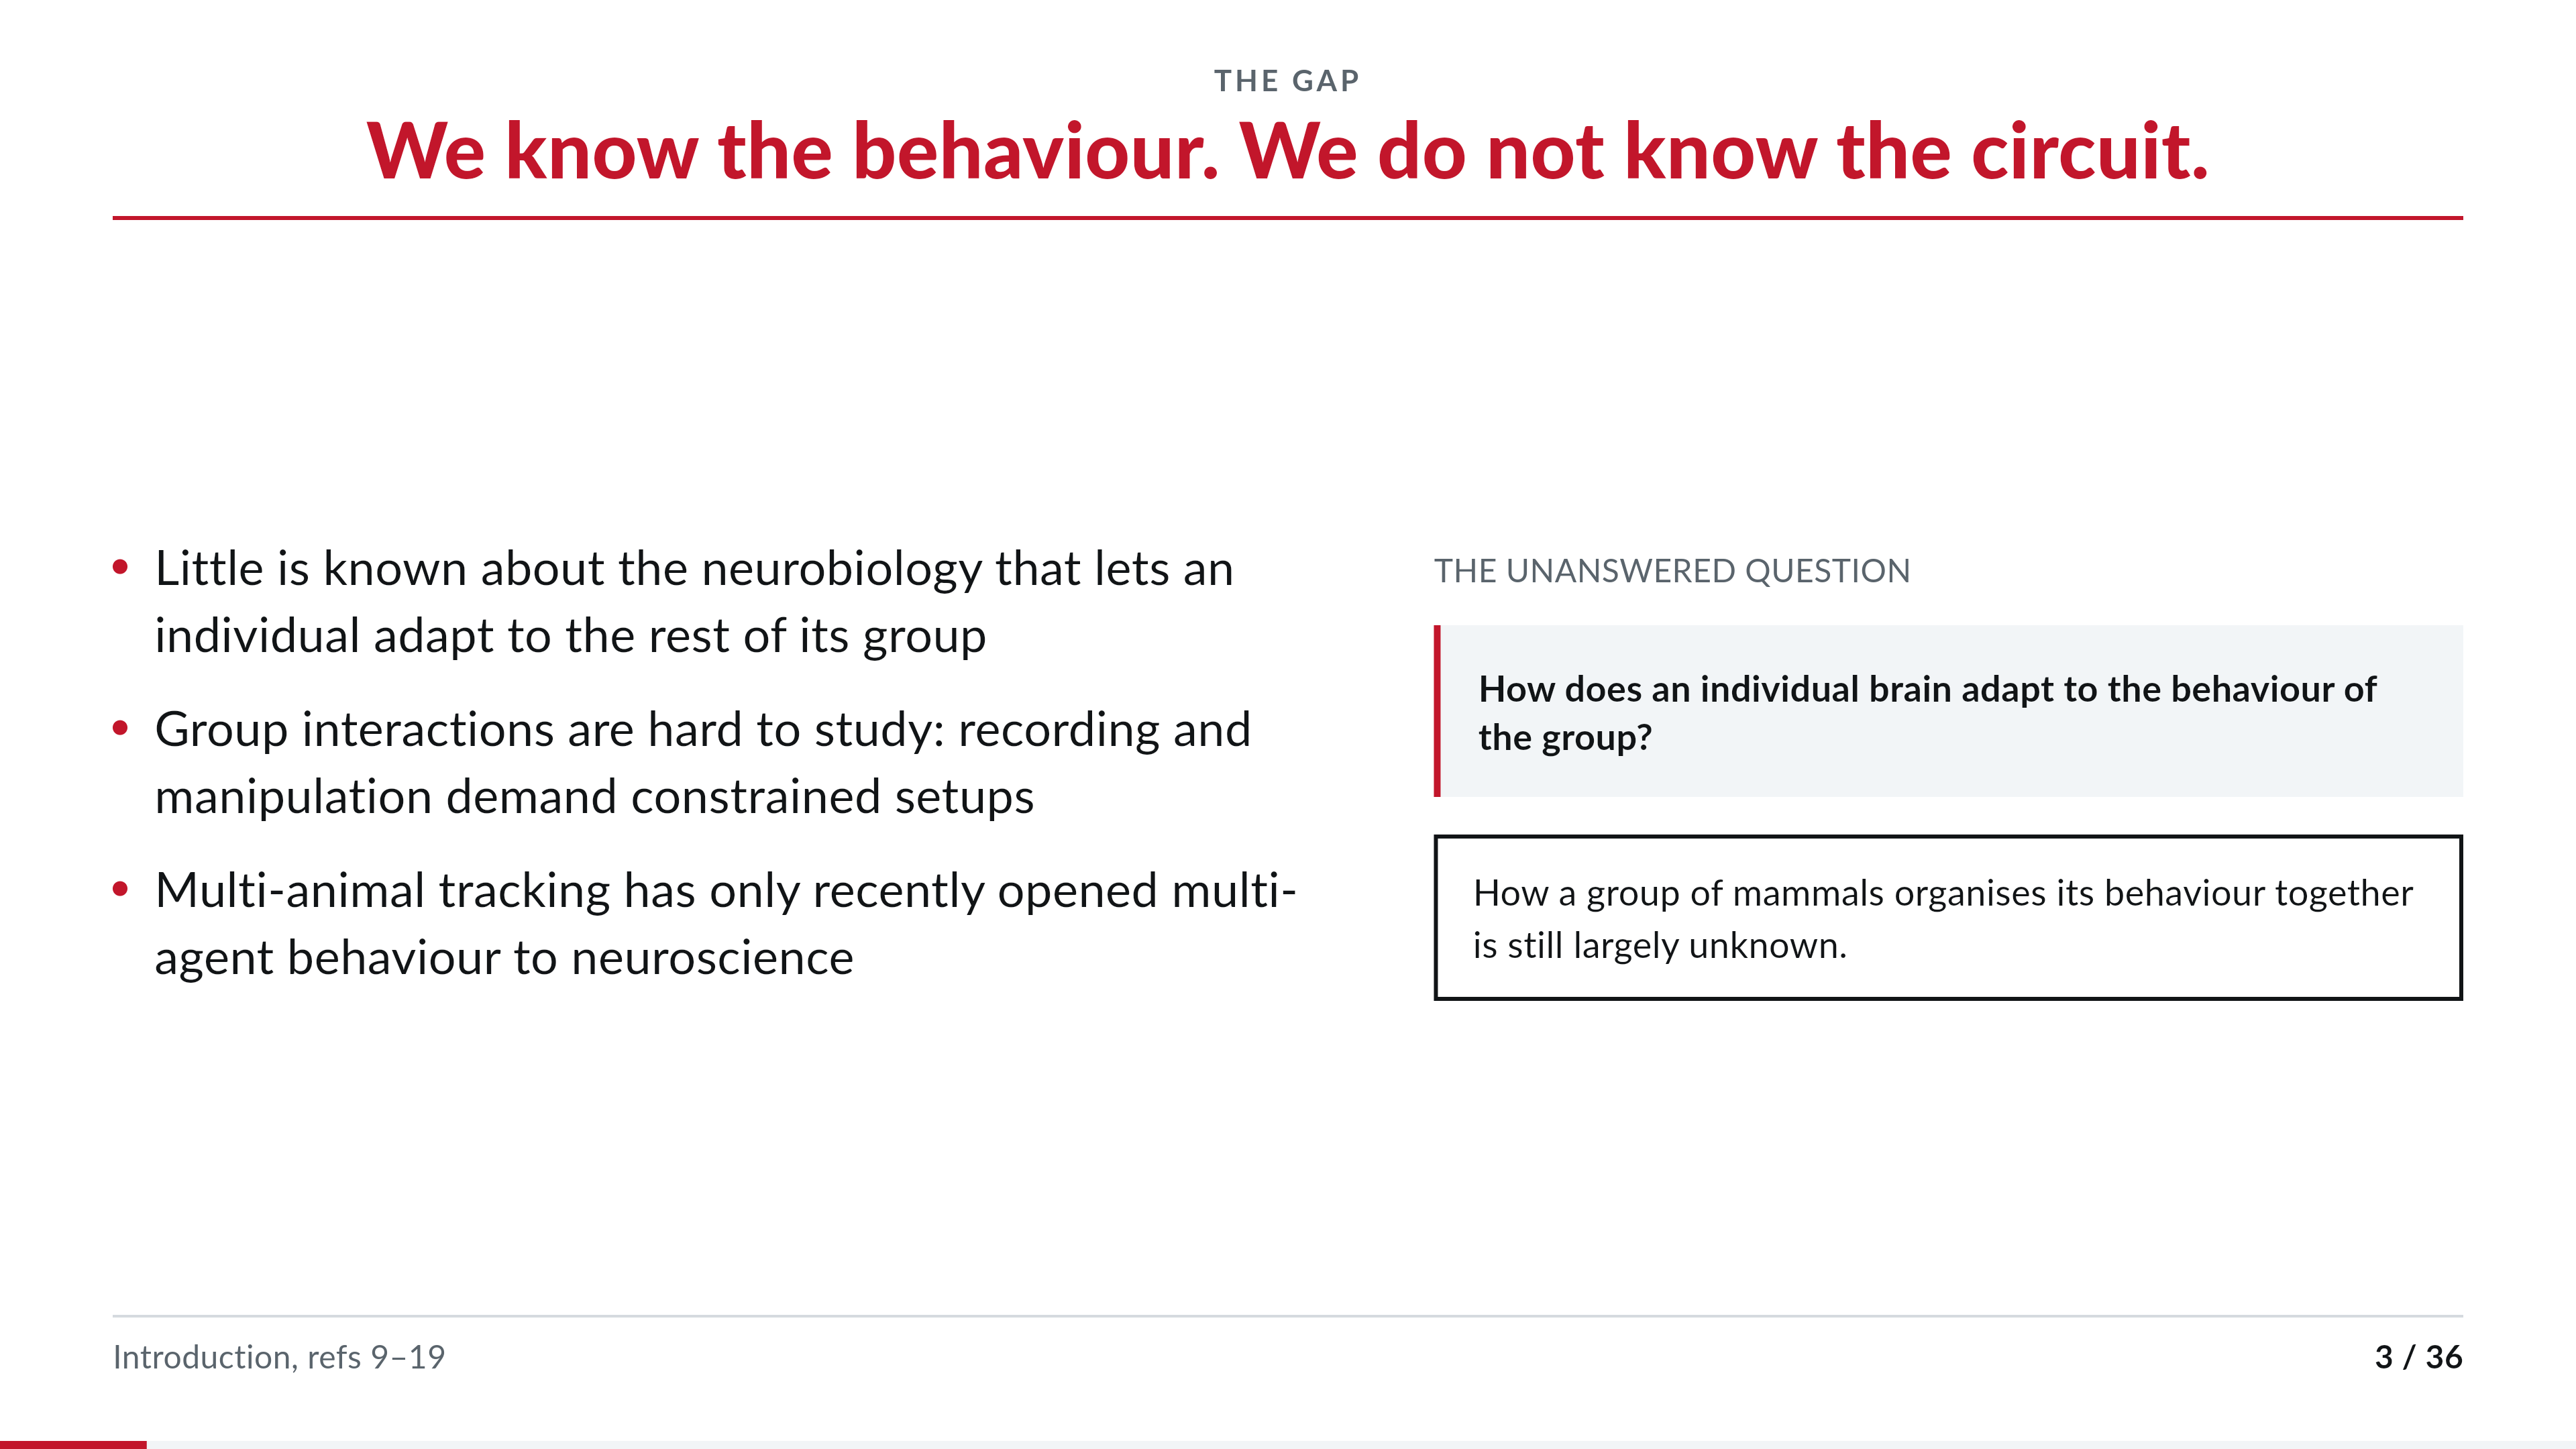 THE GAP
We know the behaviour. We do not know the circuit.
• Little is known about the neurobiology that lets an
individual adapt to the rest of its group
• Group interactions are hard to study: recording and
manipulation demand constrained setups
• Multi-animal tracking has only recently opened multi-
agent behaviour to neuroscience
THE UNANSWERED QUESTION
How does an individual brain adapt to the behaviour of
the group?
How a group of mammals organises its behaviour together
is still largely unknown.
Introduction, refs 9–19
3 / 36